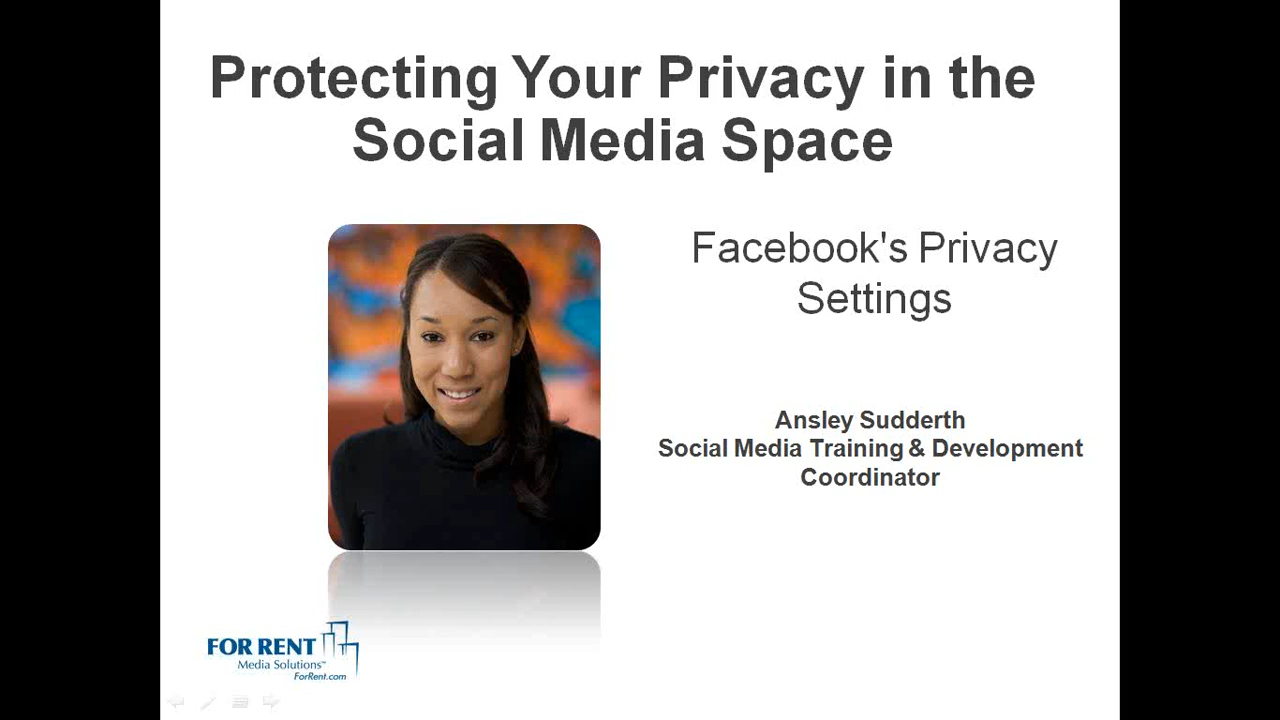 Protecting Your Privacy in the
Social Media Space
Facebook's Privacy
Settings
Ansley Sudderth
Social Media Training & Development
Coordinator
FOR RENT
Media Solutions™
ForRent.com